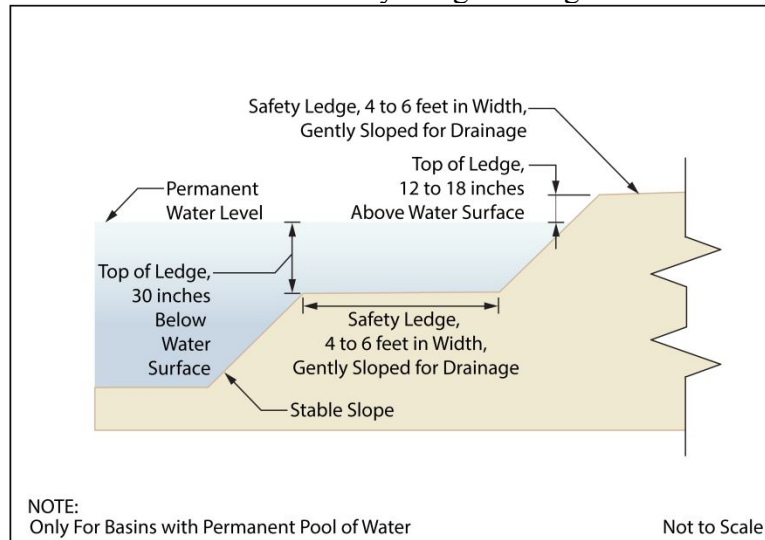 Safety Ledge, 4 to 6 feet in Width,
Gently Sloped for Drainage
Top of Ledge,
12 to 18 inches
Above Water Surface
Permanent
Water Level
Top of Ledge,
30 inches
Below
Water
Surface
Safety Ledge,
4 to 6 feet in Width,
Gently Sloped for Drainage
Stable Slope
NOTE:
Only For Basins with Permanent Pool of Water
Not to Scale